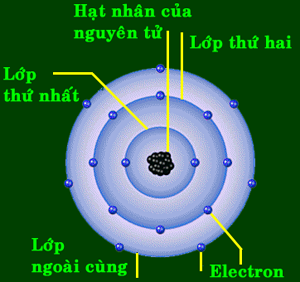 Hạt nhân của
nguyên tử
Lớp thứ hai
Lớp
thứ nhất
Lớp
ngoài cùng
Electron